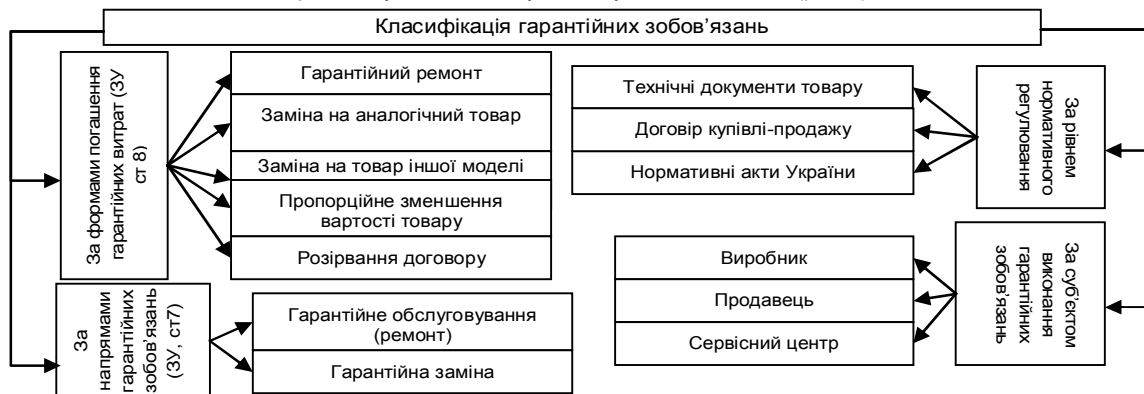 Класифікація гарантійних зобов’язань
За формами погашення
гарантійних витрат (ЗУ
ст 8)
Гарантійний ремонт
Заміна на аналогічний товар
Заміна на товар іншої моделі
Пропорційне зменшення
вартості товару
Розірвання договору
За
напрямами
гарантійних
зобов’язань
(ЗУ, ст7)
Гарантійне обслуговування
(ремонт)
Гарантійна заміна
Технічні документи товару
Договір купівлі-продажу
Нормативні акти України
За рівнем
нормативного
регулювання
Виробник
Продавець
Сервісний центр
За суб’єктом
виконання
гарантійних
зобов’язань